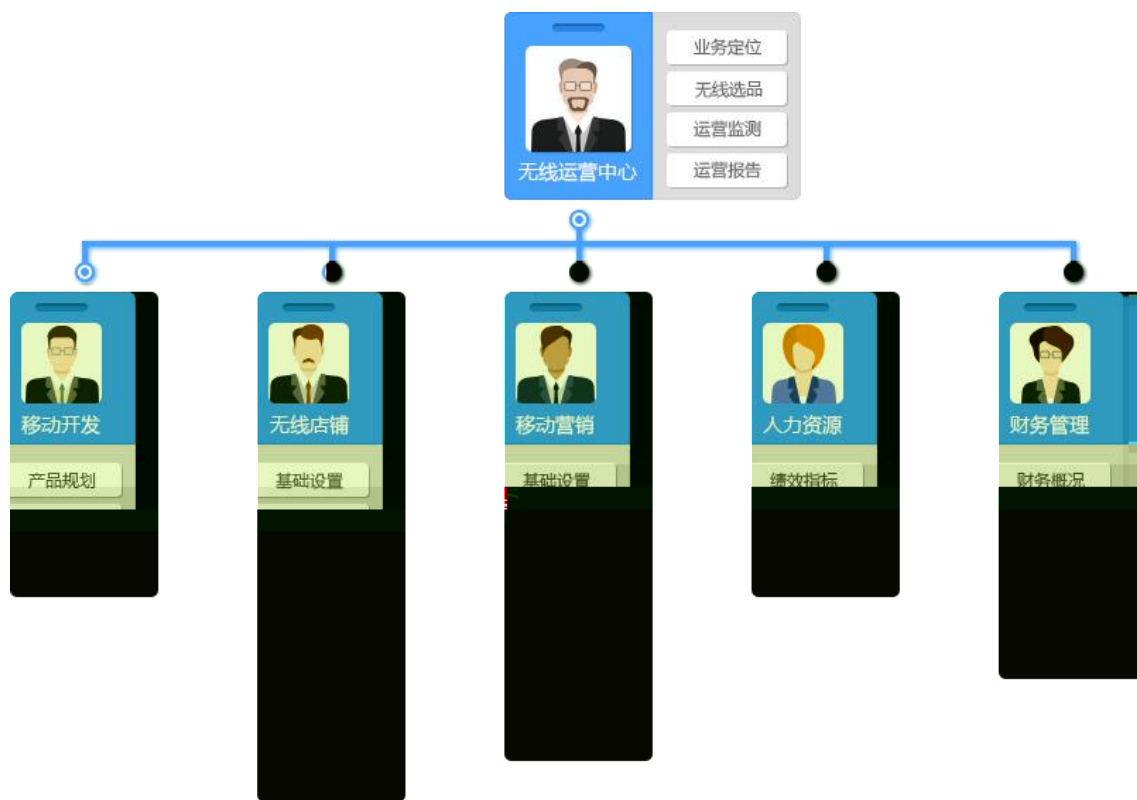 业务定位
无线选品
运营监测
运营报告
无线运营中心
移动开发
无线店铺
移动营销
人力资源
财务管理
产品规划
基础设置
基础设置
绩效指标
财务概况